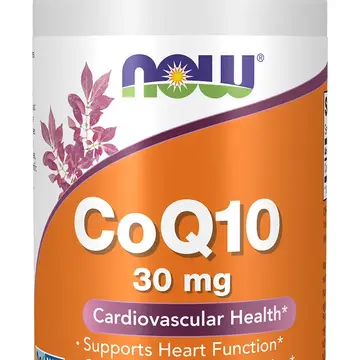 now
CoQ10
30 mg
Cardiovascular Health*
• Supports Heart Function*